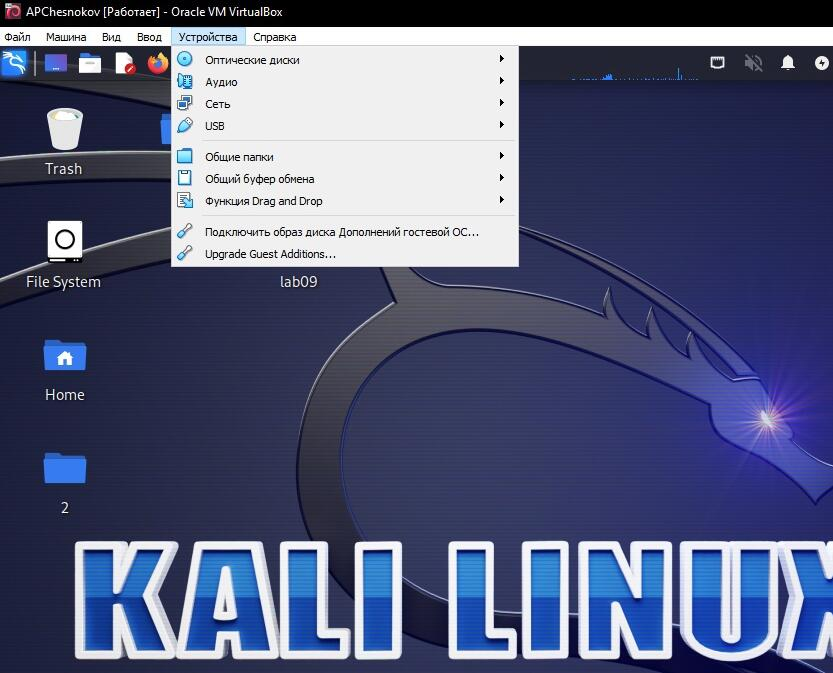 APChesnokov [Работает] - Oracle VM VirtualBox
Файл Машина Вид Ввод Устройства Справка
Оптические диски
Аудио
Сеть
USB
Общие папки
Общий буфер обмена
Функция Drag and Drop
Подключить образ диска Дополнений гостевой ОС...
Upgrade Guest Additions...
Trash
File System
lab09
Home
2
KALI LINUX